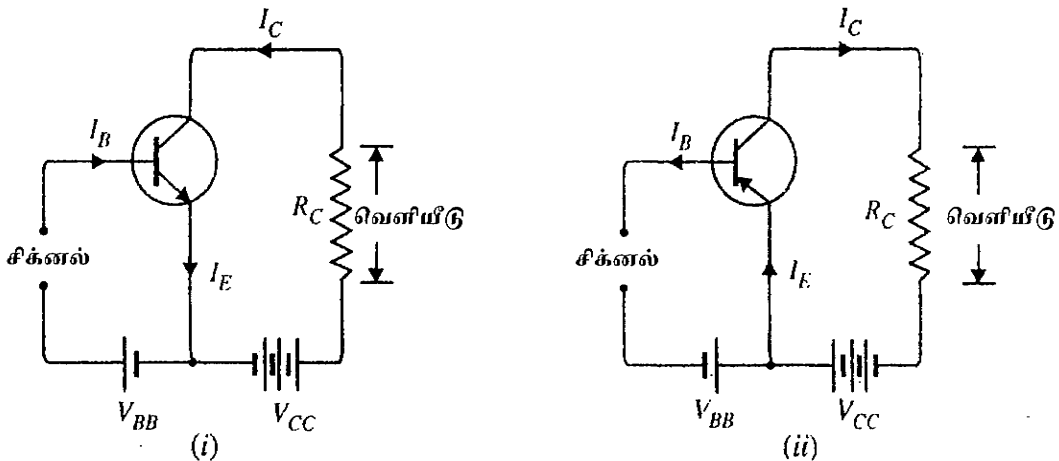 I_C
I_B
R_C
வெளியீடு
சிக்னல்
I_E
V_BB
V_CC
(i)
I_C
I_B
R_C
வெளியீடு
சிக்னல்
I_E
V_BB
V_CC
(ii)